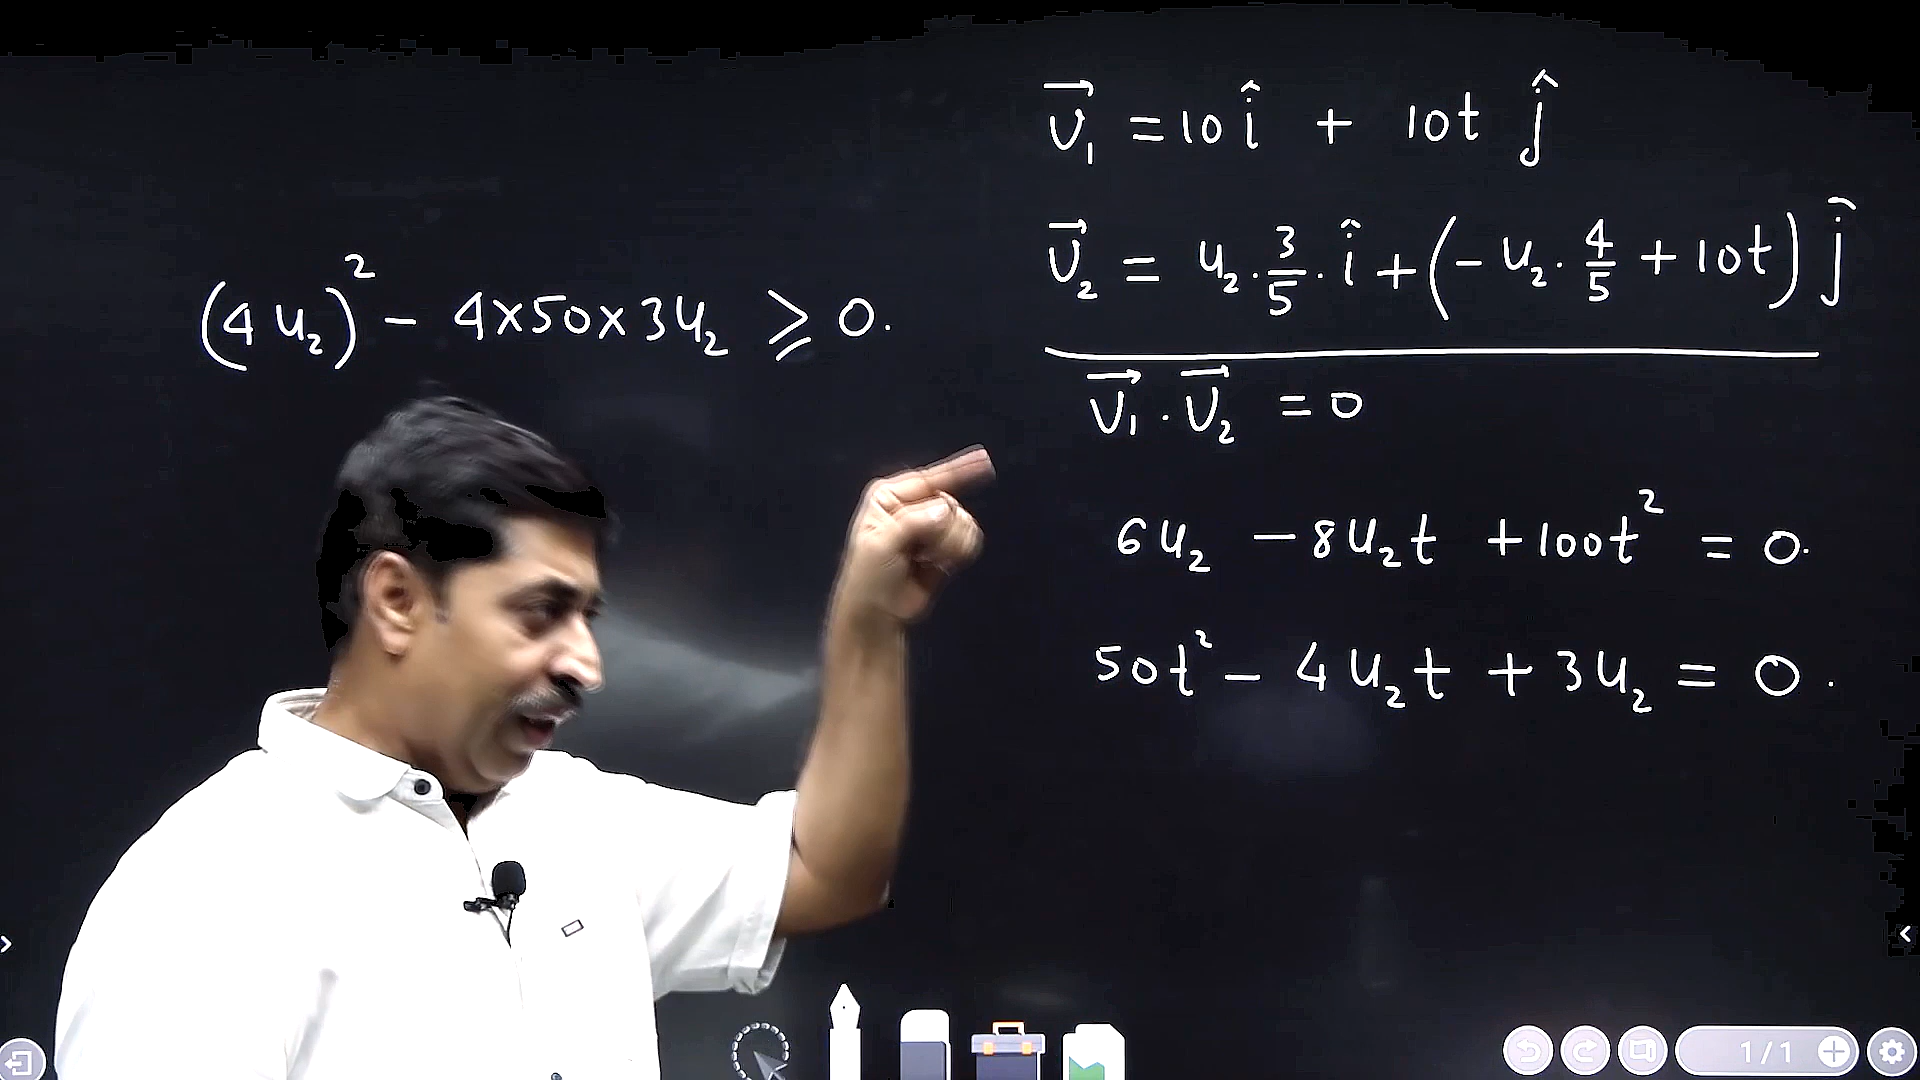 (4u₂)² - 4×50×3u₂ ⩾ 0.
v⃗₁ = 10 î + 10t ĵ
v⃗₂ = u₂·3/5·î + (-u₂·4/5 + 10t) ĵ
v⃗₁·v⃗₂ = 0
6u₂ - 8u₂t + 100t² = 0.
50t² - 4u₂t + 3u₂ = 0.
1/1